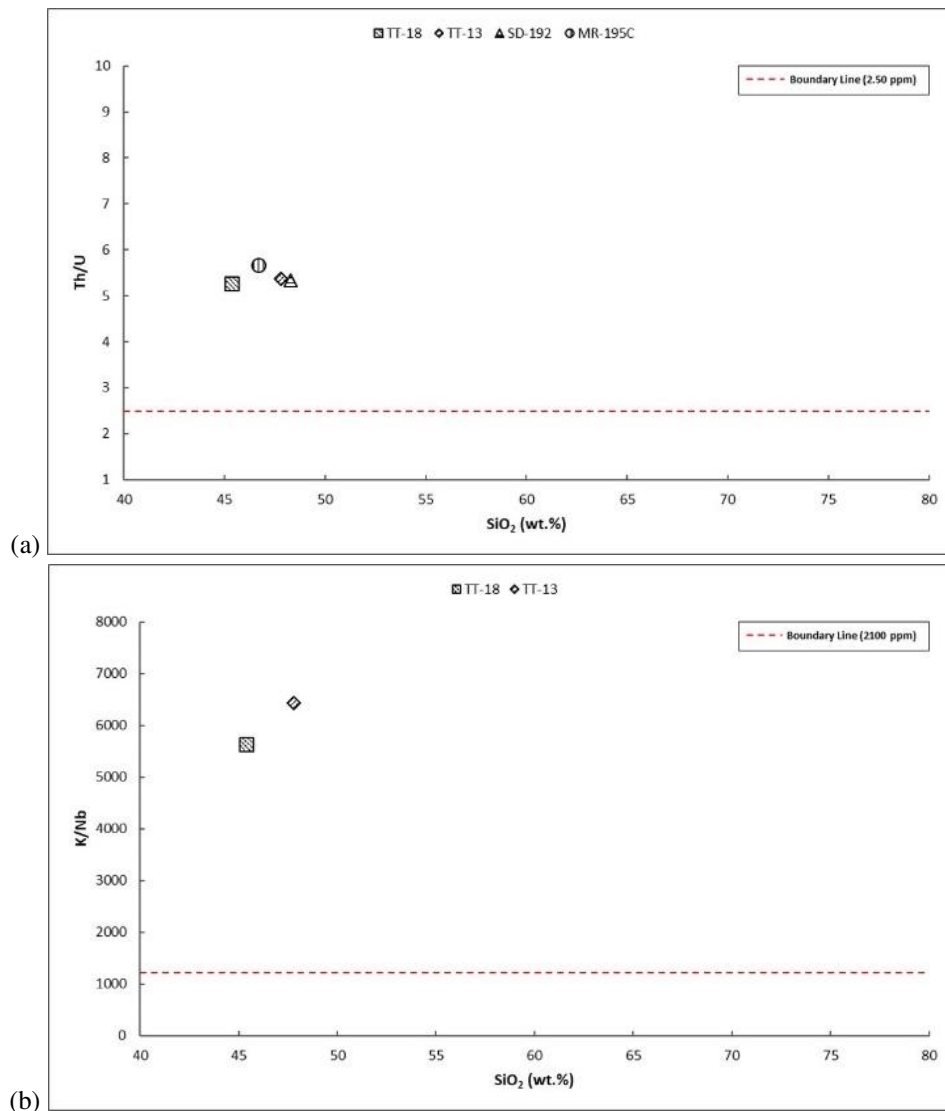 TT-18 TT-13 SD-192 MR-195C
Boundary Line (2.50 ppm)
10
9
8
7
6
5
4
3
2
1
Th/U
40 45 50 55 60 65 70 75 80
SiO₂ (wt.%)
(a)
TT-18 TT-13
Boundary Line (2100 ppm)
8000
7000
6000
5000
4000
3000
2000
1000
0
K/Nb
40 45 50 55 60 65 70 75 80
SiO₂ (wt.%)
(b)